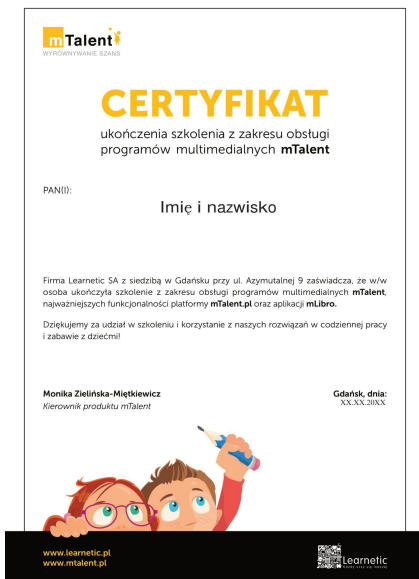 mTalent
WYRÓWNYWANIE SZANS
CERTYFIKAT
ukończenia szkolenia z zakresu obsługi
programów multimedialnych mTalent
PAN(I):
Imię i nazwisko
Firma Learnetic SA z siedzibą w Gdańsku przy ul. Azymutalnej 9 zaświadcza, że w/w
osoba ukończyła szkolenie z zakresu obsługi programów multimedialnych mTalent,
najważniejszych funkcjonalności platformy mTalent.pl oraz aplikacji mLibro.
Dziękujemy za udział w szkoleniu i korzystanie z naszych rozwiązań w codziennej pracy
i zabawie z dziećmi!
Monika Zielińska-Miętkiewicz
Kierownik produktu mTalent
Gdańsk, dnia:
XX.XX.20XX
www.learnetic.pl
www.mtalent.pl
Learnetic